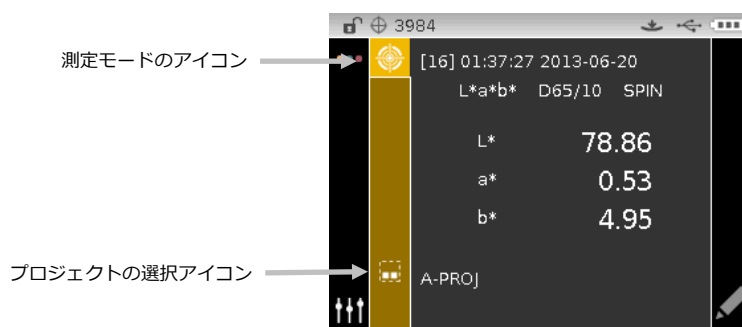 3984
測定モードのアイコン
[16] 01:37:27 2013-06-20
L*a*b* D65/10 SPIN
L* 78.86
a* 0.53
b* 4.95
プロジェクトの選択アイコン
A-PROJ